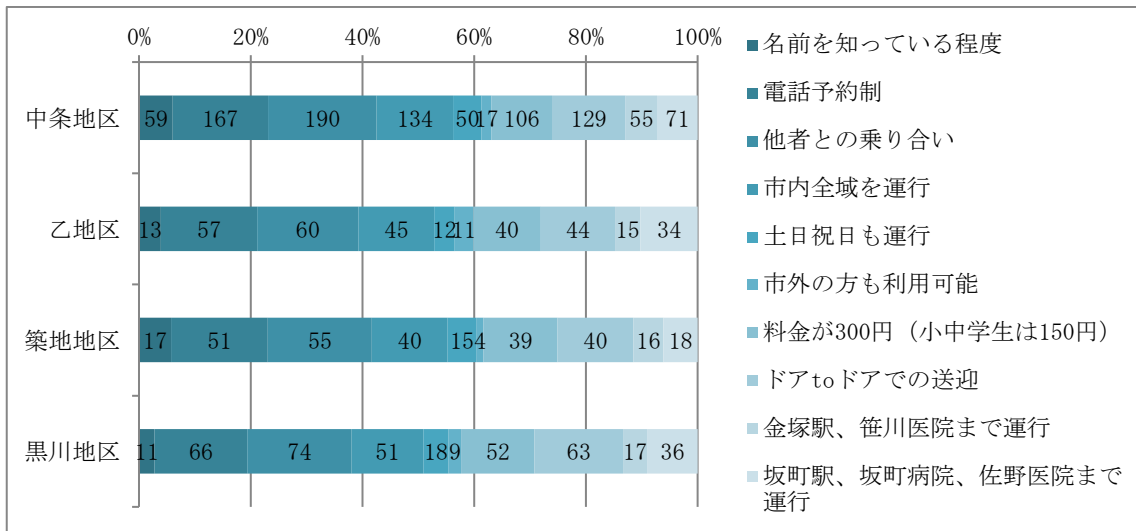 0% 20% 40% 60% 80% 100%
中条地区 59 167 190 134 50 17 106 129 55 71
乙地区 13 57 60 45 12 11 40 44 15 34
築地地区 17 51 55 40 15 4 39 40 16 18
黒川地区 11 66 74 51 18 9 52 63 17 36
名前を知っている程度
電話予約制
他者との乗り合い
市内全域を運行
土日祝日も運行
市外の方も利用可能
料金が300円（小中学生は150円）
ドアtoドアでの送迎
金塚駅、笹川医院まで運行
坂町駅、坂町病院、佐野医院まで
運行